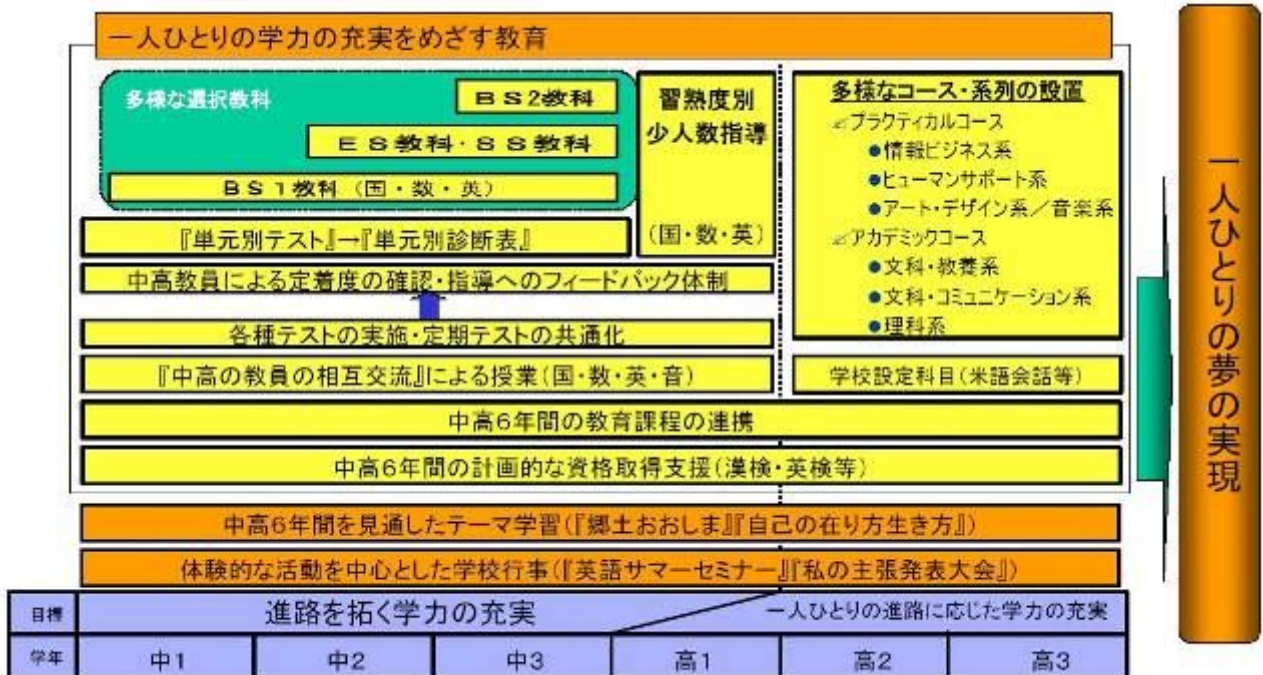 一人ひとりの学力の充実をめざす教育
多様な選択教科
ＢＳ2教科
ＥＳ教科・ＳＳ教科
ＢＳ１教科（国・数・英）
習熟度別
少人数指導
（国・数・英）
『単元別テスト』→『単元別診断表』
中高教員による定着度の確認・指導へのフィードバック体制
各種テストの実施・定期テストの共通化
『中高の教員の相互交流』による授業（国・数・英・音）
多様なコース・系列の設置
プラクティカルコース
●情報ビジネス系
●ヒューマンサポート系
●アート・デザイン系／音楽系
アカデミックコース
●文科・教養系
●文科・コミュニケーション系
●理科系
学校設定科目（米語会話等）
中高6年間の教育課程の連携
中高6年間の計画的な資格取得支援（漢検・英検等）
中高6年間を見通したテーマ学習（『郷土おおしま』『自己の在り方生き方』）
体験的な活動を中心とした学校行事（『英語サマーセミナー』『私の主張発表大会』）
目標 進路を拓く学力の充実 一人ひとりの進路に応じた学力の充実
学年 中1 中2 中3 高1 高2 高3
一人ひとりの夢の実現